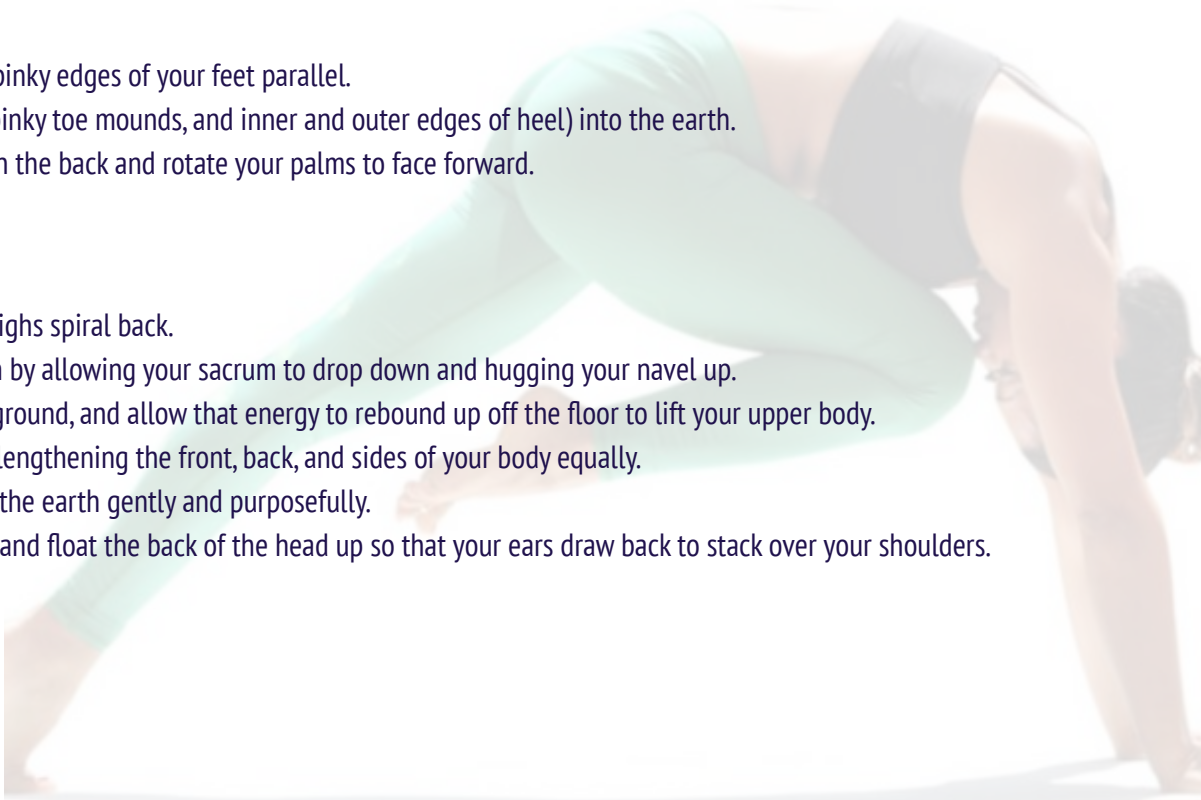 pinky edges of your feet parallel.
pinky toe mounds, and inner and outer edges of heel) into the earth.
the back and rotate your palms to face forward.
spiral back.
by allowing your sacrum to drop down and hugging your navel up.
ground, and allow that energy to rebound up off the floor to lift your upper body.
lengthening the front, back, and sides of your body equally.
the earth gently and purposefully.
and float the back of the head up so that your ears draw back to stack over your shoulders.